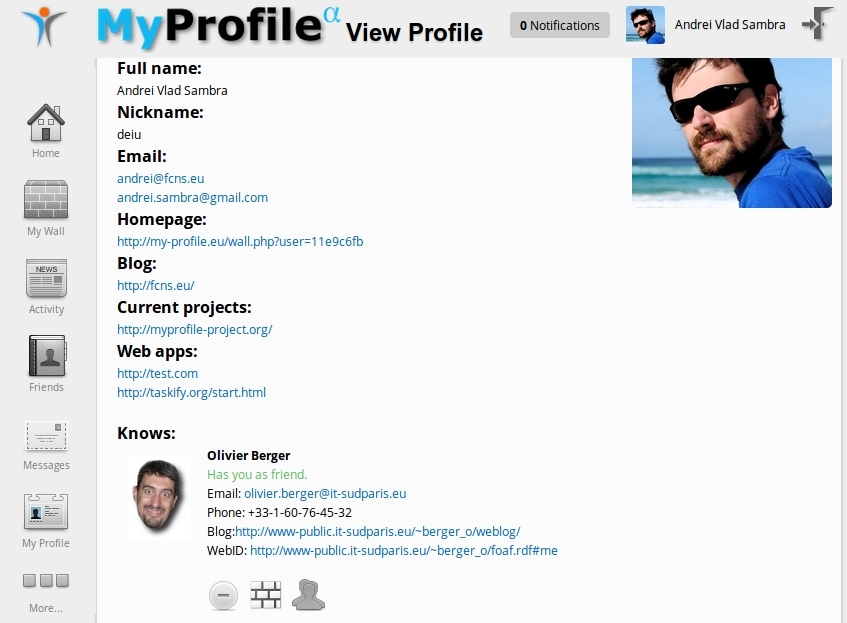 MyProfile α View Profile
0 Notifications
Andrei Vlad Sambra
Home
My Wall
NEWS
Activity
Friends
Messages
My Profile
More...
Full name:
Andrei Vlad Sambra
Nickname:
deiu
Email:
andrei@fcns.eu
andrei.sambra@gmail.com
Homepage:
http://my-profile.eu/wall.php?user=11e9c6fb
Blog:
http://fcns.eu/
Current projects:
http://myprofile-project.org/
Web apps:
http://test.com
http://taskify.org/start.html
Knows:
Olivier Berger
Has you as friend.
Email: olivier.berger@it-sudparis.eu
Phone: +33-1-60-76-45-32
Blog:http://www-public.it-sudparis.eu/~berger_o/weblog/
WebID: http://www-public.it-sudparis.eu/~berger_o/foaf.rdf#me